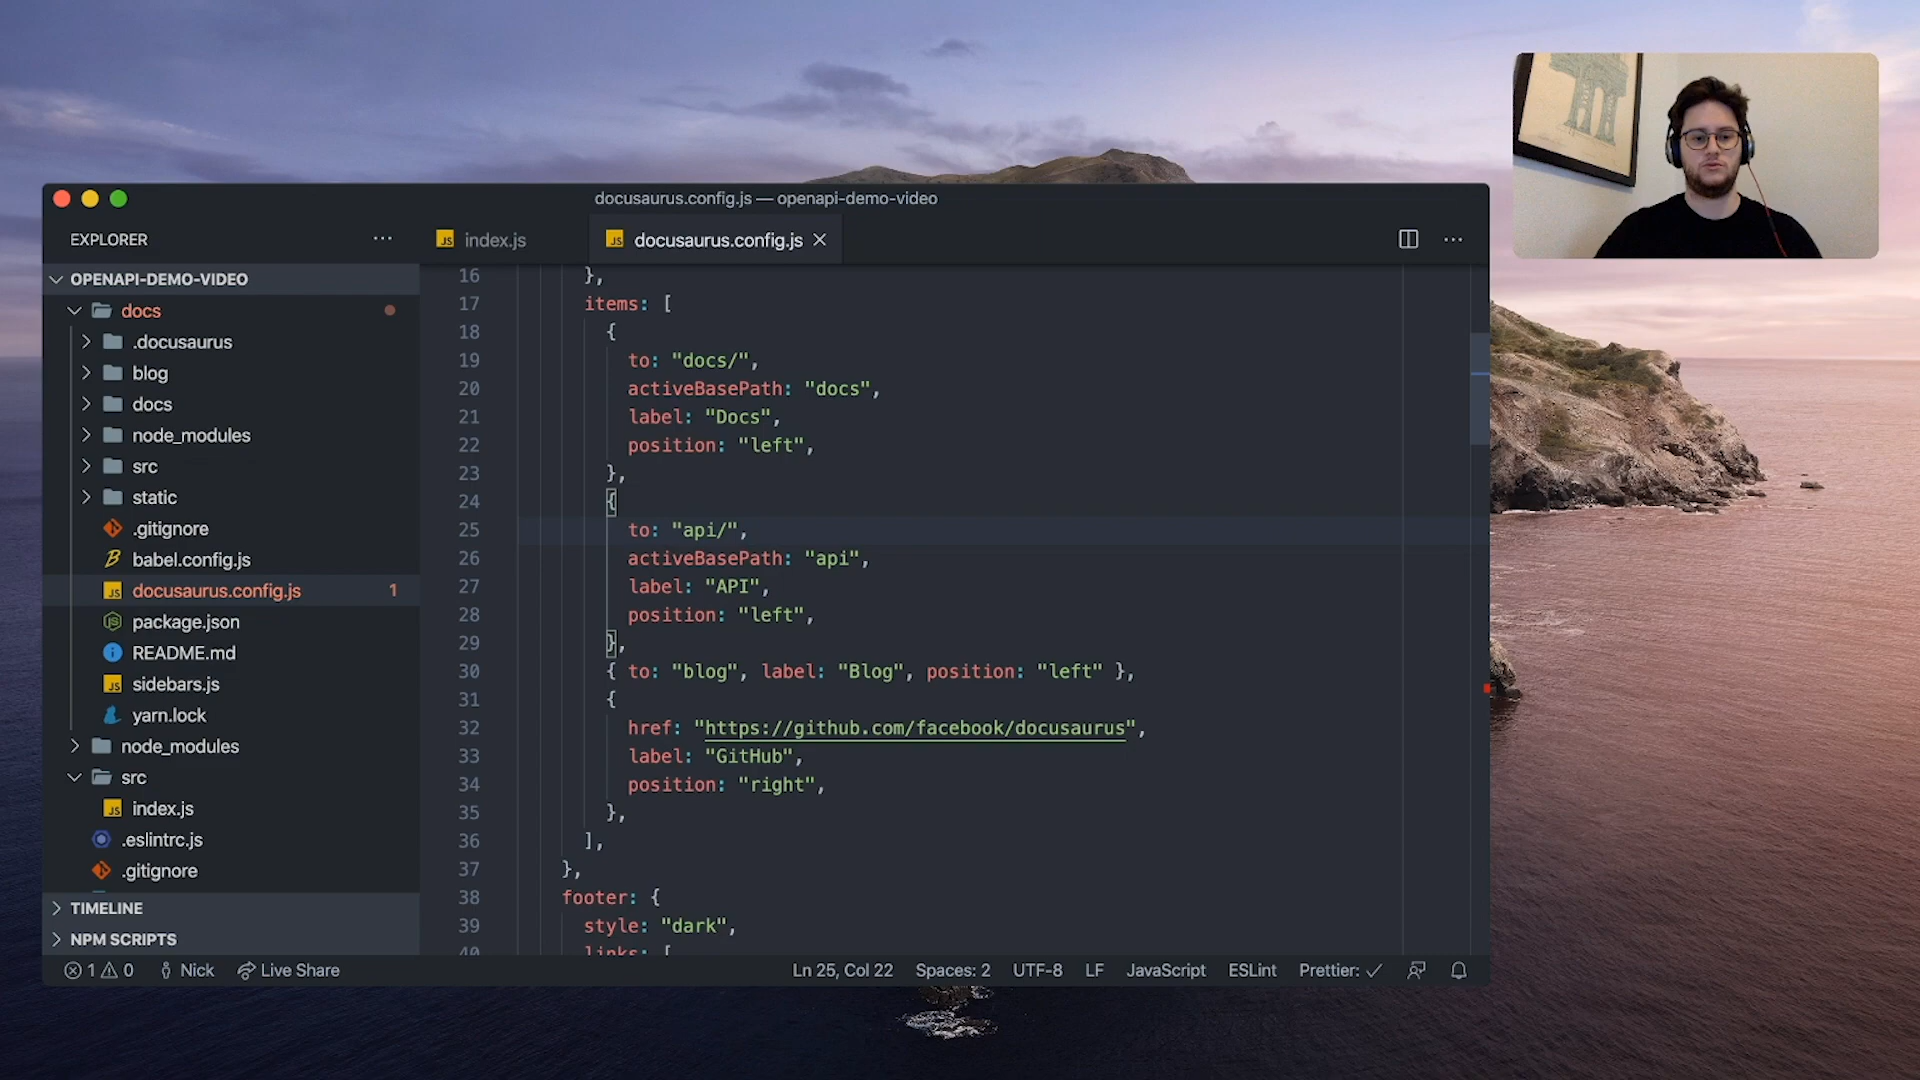 docusaurus.config.js — openapi-demo-video
EXPLORER
index.js
docusaurus.config.js
OPENAPI-DEMO-VIDEO
docs
.docusaurus
blog
docs
node_modules
src
static
.gitignore
babel.config.js
docusaurus.config.js 1
package.json
README.md
sidebars.js
yarn.lock
node_modules
src
index.js
.eslintrc.js
.gitignore
TIMELINE
NPM SCRIPTS
16 },
17 items: [
18 {
19 to: "docs/",
20 activeBasePath: "docs",
21 label: "Docs",
22 position: "left",
23 },
24 {
25 to: "api/",
26 activeBasePath: "api",
27 label: "API",
28 position: "left",
29 },
30 { to: "blog", label: "Blog", position: "left" },
31 {
32 href: "https://github.com/facebook/docusaurus",
33 label: "GitHub",
34 position: "right",
35 },
36 ],
37 },
38 footer: {
39 style: "dark",
40 links: [
1 0 Nick Live Share Ln 25, Col 22 Spaces: 2 UTF-8 LF JavaScript ESLint Prettier: ✓